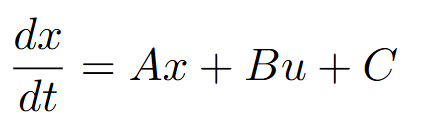 dx/dt = Ax + Bu + C